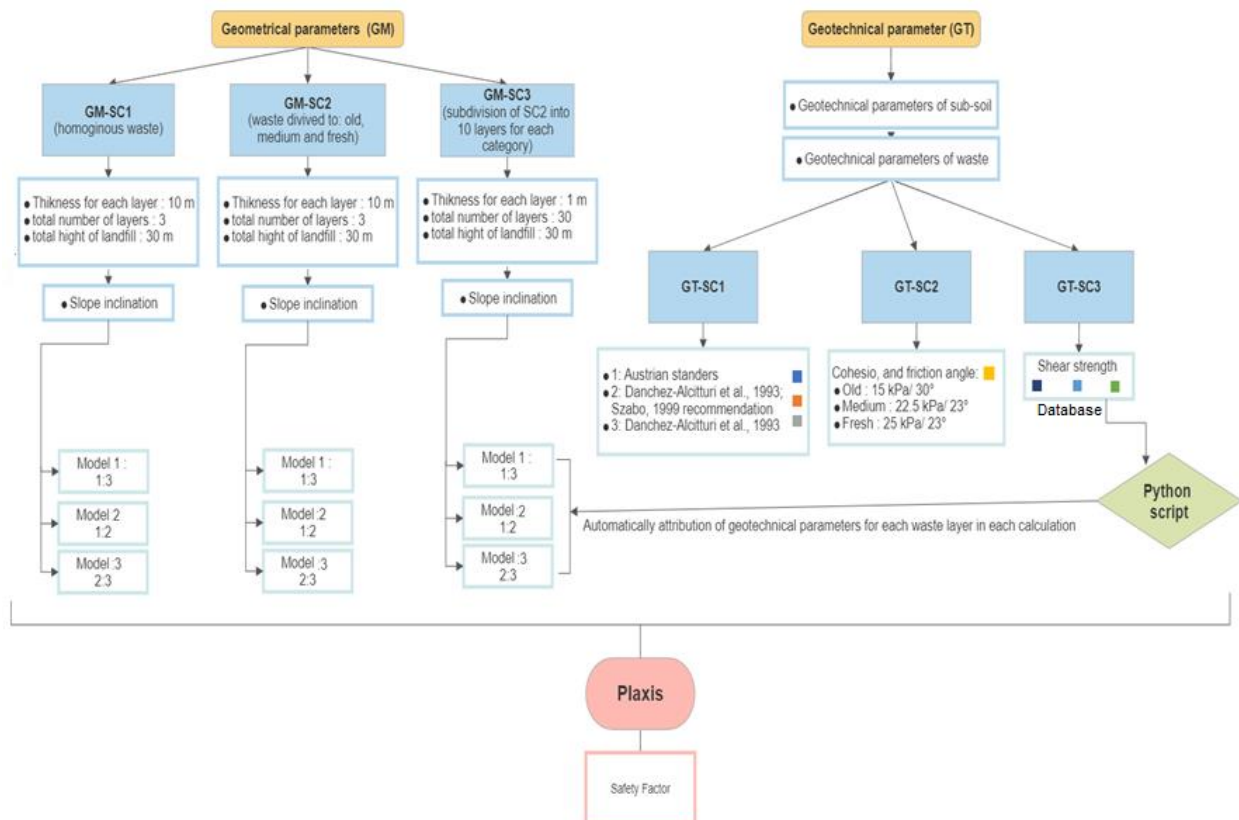 Geometrical parameters (GM)
Geotechnical parameter (GT)
GM-SC1
(homoginous waste)
GM-SC2
(waste divived to: old,
medium and fresh)
GM-SC3
(subdivision of SC2 into
10 layers for each
category)
● Geotechnical parameters of sub-soil
● Geotechnical parameters of waste
● Thikness for each layer : 10 m
● total number of layers : 3
● total hight of landfill : 30 m
● Thikness for each layer : 10 m
● total number of layers : 3
● total hight of landfill : 30 m
● Thikness for each layer : 1 m
● total number of layers : 30
total hight of landfill : 30 m
● Slope inclination
● Slope inclination
● Slope inclination
GT-SC1
GT-SC2
GT-SC3
● 1: Austrian standers
● 2: Danchez-Alcitturi et al., 1993;
Szabo, 1999 recommendation
● 3: Danchez-Alcitturi et al., 1993
Cohesio, and friction angle:
● Old : 15 kPa/ 30°
● Medium : 22.5 kPa/ 23°
● Fresh : 25 kPa/ 23°
Shear strength
Database
Model 1 :
1:3
Model :2
1:2
Model :3
2:3
Model 1 :
1:3
Model :2
1:2
Model :3
2:3
Model 1 :
1:3
Model :2
1:2
Model :3
2:3
Python
script
Automatically attribution of geotechnical parameters for each waste layer in each calculation
Plaxis
Safety Factor